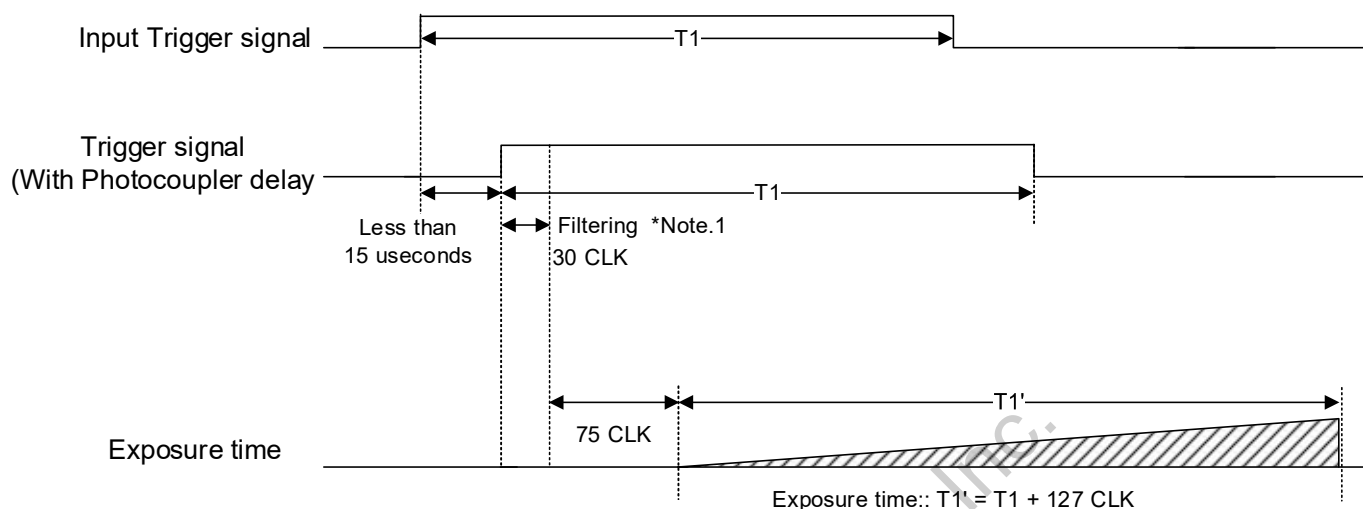 Input Trigger signal
T1
Trigger signal
(With Photocoupler delay
T1
Less than
15 useconds
Filtering *Note.1
30 CLK
T1'
75 CLK
Exposure time
Inc.
Exposure time:: T1' = T1 + 127 CLK